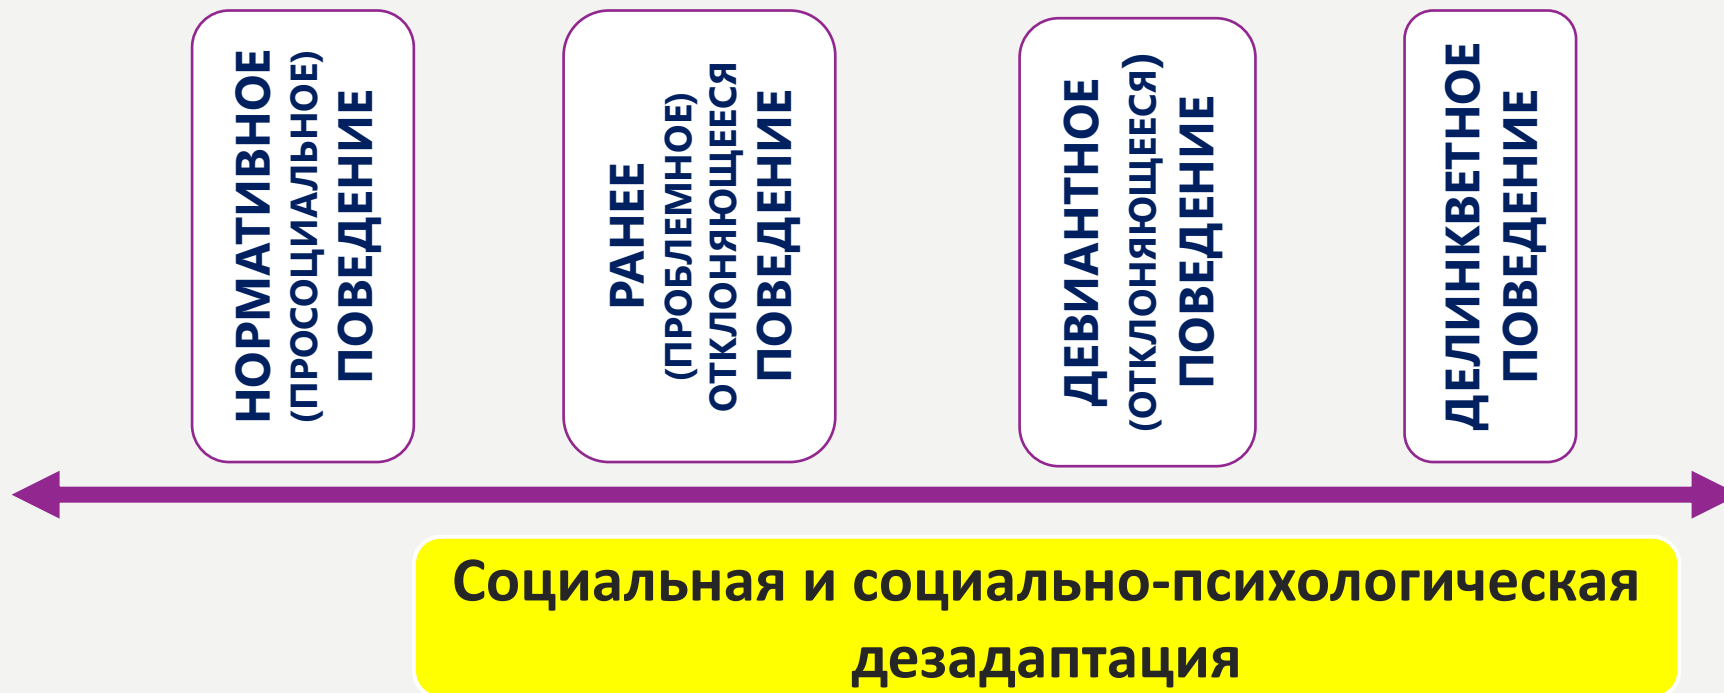 НОРМАТИВНОЕ
(ПРОСОЦИАЛЬНОЕ)
ПОВЕДЕНИЕ
РАНЕЕ
(ПРОБЛЕМНОЕ)
ОТКЛОНЯЮЩЕЕСЯ
ПОВЕДЕНИЕ
ДЕВИАНТНОЕ
(ОТКЛОНЯЮЩЕЕСЯ)
ПОВЕДЕНИЕ
ДЕЛИНКВЕТНОЕ
ПОВЕДЕНИЕ
Социальная и социально-психологическая
дезадаптация